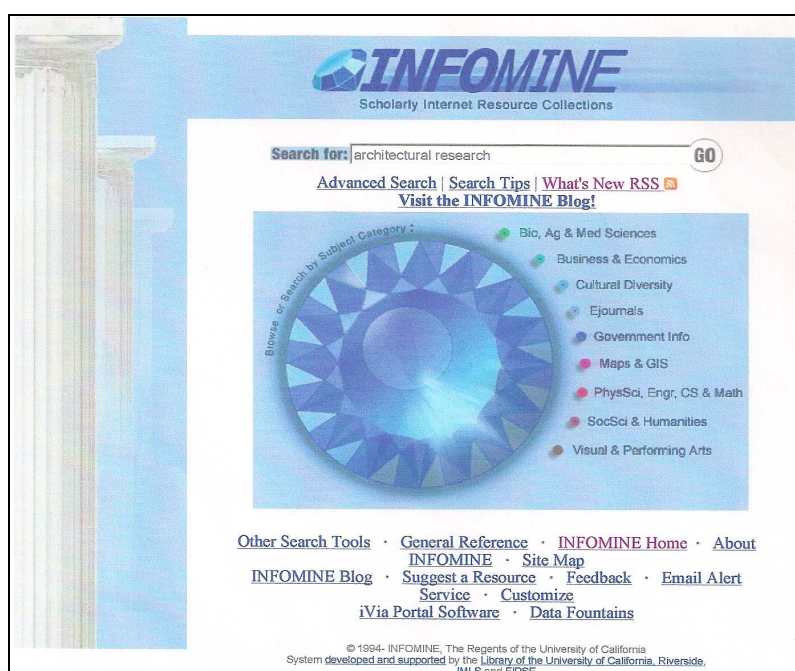 INFOMINE
Scholarly Internet Resource Collections
Search for: architectural research GO
Advanced Search | Search Tips | What's New RSS
Visit the INFOMINE Blog!
Browse or Search by Subject Category :
Bio, Ag & Med Sciences
Business & Economics
Cultural Diversity
Ejournals
Government Info
Maps & GIS
PhysSci, Engr, CS & Math
SocSci & Humanities
Visual & Performing Arts
Other Search Tools · General Reference · INFOMINE Home · About
INFOMINE · Site Map
INFOMINE Blog · Suggest a Resource · Feedback · Email Alert
Service · Customize
iVia Portal Software · Data Fountains
© 1994- INFOMINE, The Regents of the University of California
System developed and supported by the Library of the University of California, Riverside,
IMLS and FIPSE